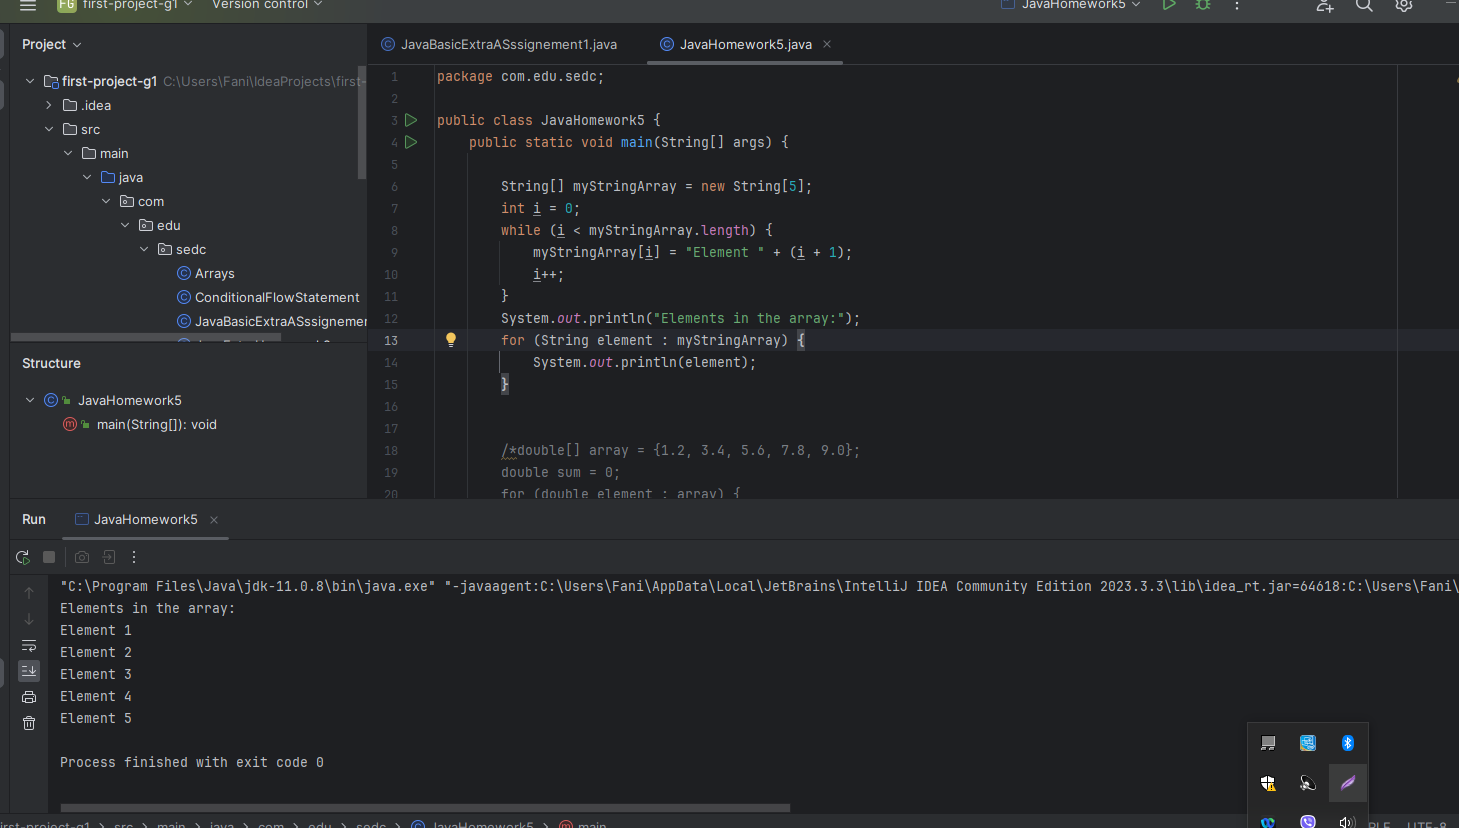 FG first-project-g1 Version control JavaHomework5
Project
first-project-g1 C:\Users\Fani\IdeaProjects\first-
.idea
src
main
java
com
edu
sedc
Arrays
ConditionalFlowStatement
JavaBasicExtraASssignemer
JavaBasicExtraASssignement1.java JavaHomework5.java
1 package com.edu.sedc;
2
3 public class JavaHomework5 {
4 public static void main(String[] args) {
5
6 String[] myStringArray = new String[5];
7 int i = 0;
8 while (i < myStringArray.length) {
9 myStringArray[i] = "Element " + (i + 1);
10 i++;
11 }
12 System.out.println("Elements in the array:");
13 for (String element : myStringArray) {
14 System.out.println(element);
15 }
16
17
18 /*double[] array = {1.2, 3.4, 5.6, 7.8, 9.0};
19 double sum = 0;
20 for (double element : array) {
Structure
JavaHomework5
main(String[]): void
Run JavaHomework5
"C:\Program Files\Java\jdk-11.0.8\bin\java.exe" "-javaagent:C:\Users\Fani\AppData\Local\JetBrains\IntelliJ IDEA Community Edition 2023.3.3\lib\idea_rt.jar=64618:C:\Users\Fani\
Elements in the array:
Element 1
Element 2
Element 3
Element 4
Element 5
Process finished with exit code 0
irst-project-g1 > src > main > java > com > edu > sedc > JavaHomework5 > main RLF UTF-8